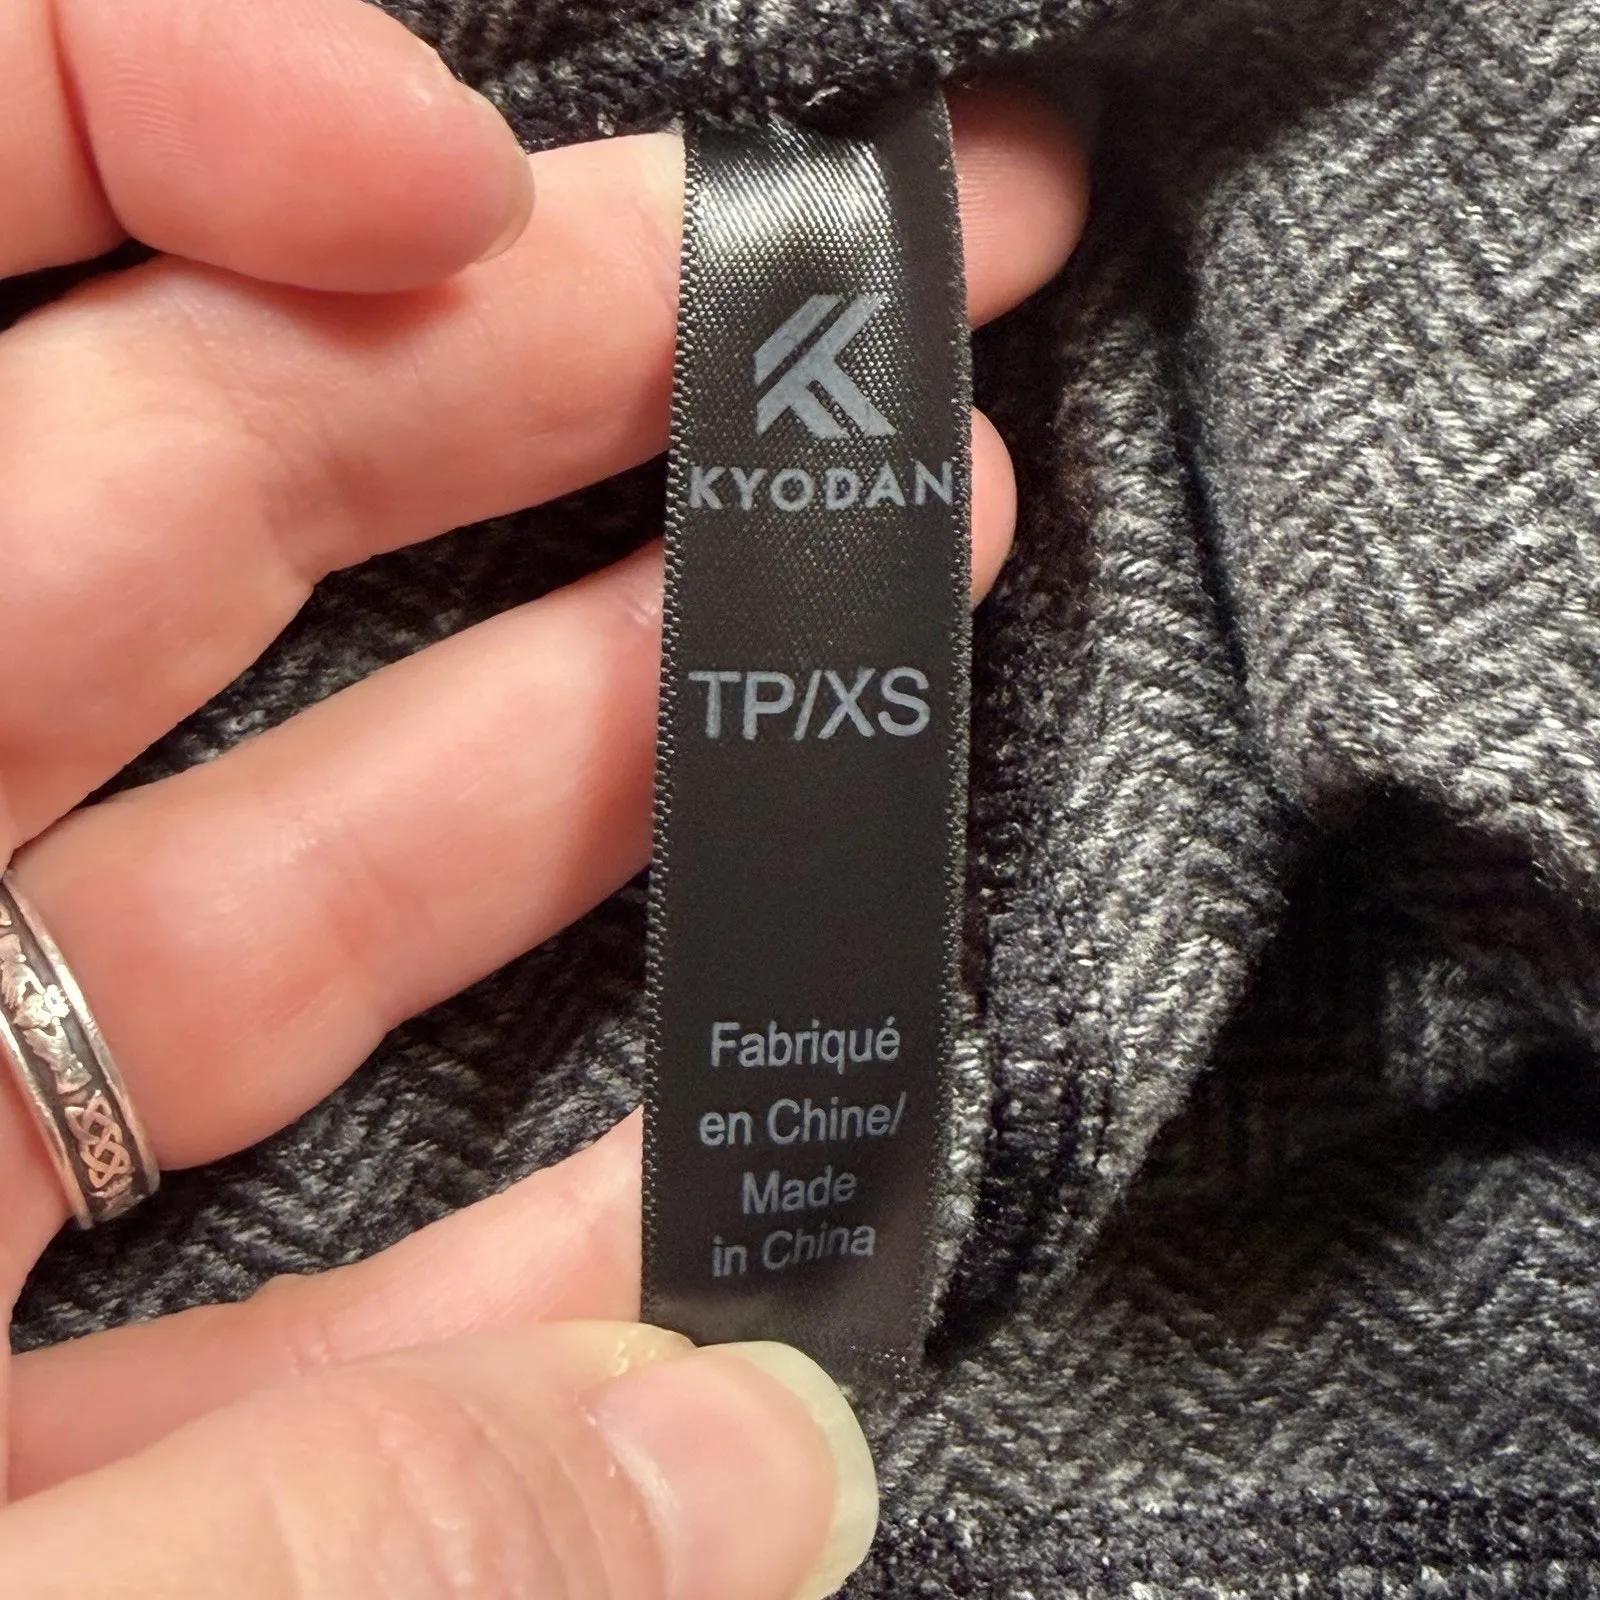 KYODAN
TP/XS
Fabriqué
en Chine/
Made
in China